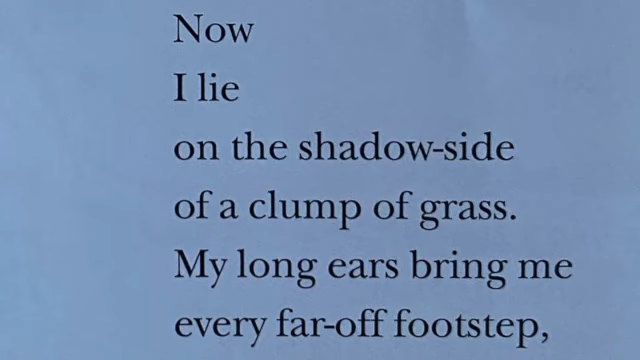 Now
I lie
on the shadow-side
of a clump of grass.
My long ears bring me
every far-off footstep,